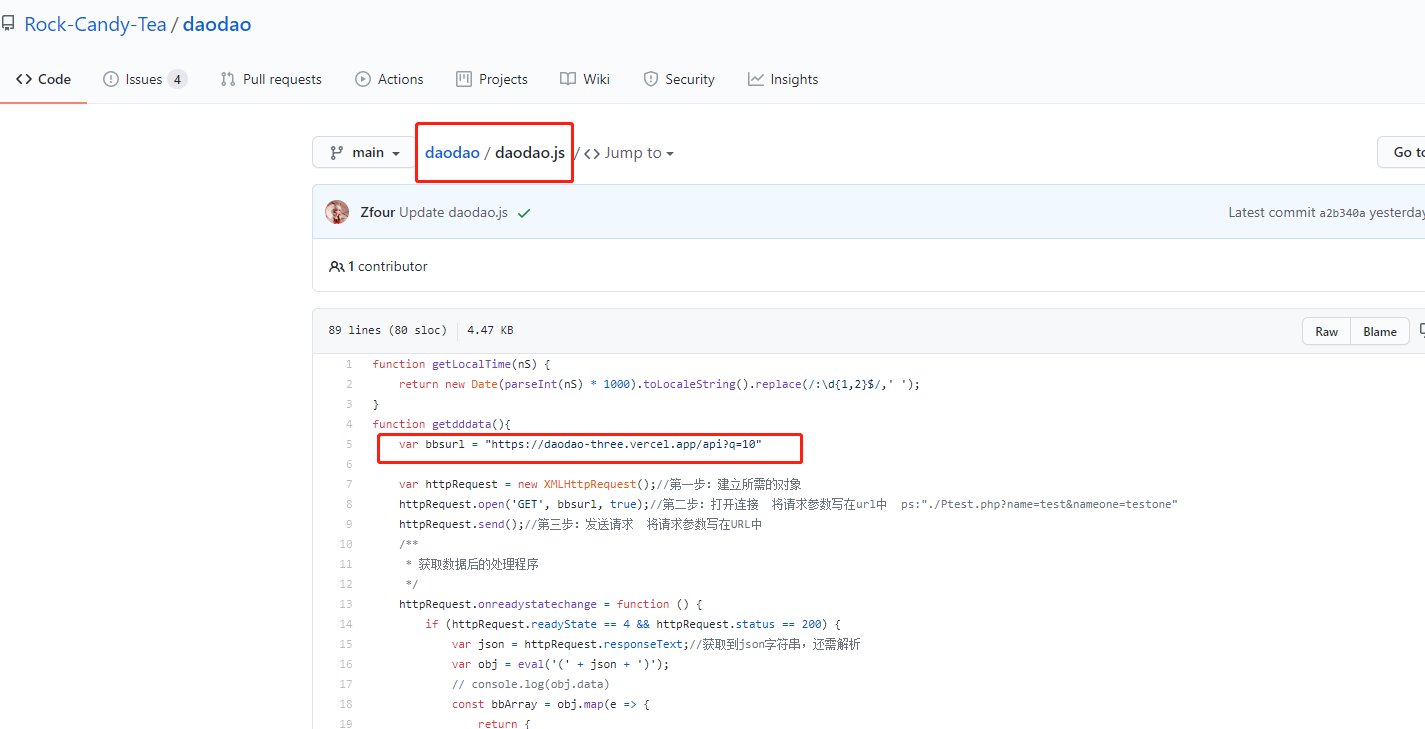 Rock-Candy-Tea / daodao
Code Issues 4 Pull requests Actions Projects Wiki Security Insights
main daodao / daodao.js / Jump to Go to
Zfour Update daodao.js Latest commit a2b340a yesterday
1 contributor
89 lines (80 sloc) 4.47 KB Raw Blame
1 function getLocalTime(nS) {
2 return new Date(parseInt(nS) * 1000).toLocaleString().replace(/:\d{1,2}$/,' ');
3 }
4 function getdddata(){
5 var bbsurl = "https://daodao-three.vercel.app/api?q=10"
6
7 var httpRequest = new XMLHttpRequest();//第一步：建立所需的对象
8 httpRequest.open('GET', bbsurl, true);//第二步：打开连接 将请求参数写在url中 ps:"./Ptest.php?name=test&nameone=testone"
9 httpRequest.send();//第三步：发送请求 将请求参数写在URL中
10 /**
11 * 获取数据后的处理程序
12 */
13 httpRequest.onreadystatechange = function () {
14 if (httpRequest.readyState == 4 && httpRequest.status == 200) {
15 var json = httpRequest.responseText;//获取到json字符串，还需解析
16 var obj = eval('(' + json + ')');
17 // console.log(obj.data)
18 const bbArray = obj.map(e => {
19 return {